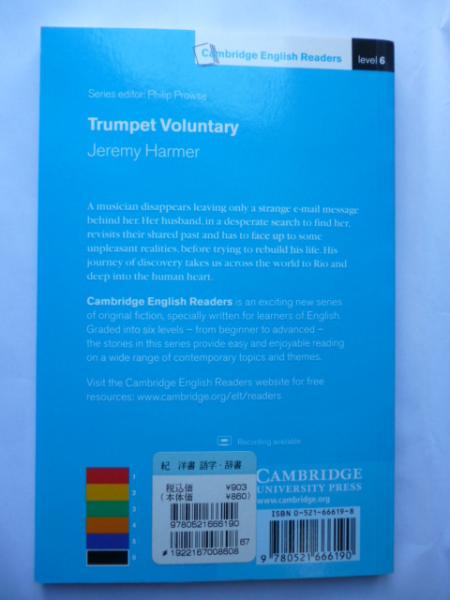 Cambridge English Readers level 6
Series editor: Philip Prowse
Trumpet Voluntary
Jeremy Harmer
A musician disappears leaving only a strange e-mail message
behind her. Her husband, in a desperate search to find her,
revisits their shared past and has to face up to some
unpleasant realities, before trying to rebuild his life. His
journey of discovery takes us across the world to Rio and
deep into the human heart.
Cambridge English Readers is an exciting new series
of original fiction, specially written for learners of English.
Graded into six levels – from beginner to advanced –
the stories in this series provide easy and enjoyable reading
on a wide range of contemporary topics and themes.
Visit the Cambridge English Readers website for free
resources: www.cambridge.org/elt/readers
Recording available
1
2
3
4
5
6
紀 洋書 語学・辞書
税込価 ¥903
(本体価 ¥860)
9780521666190
67
#1922167008608
CAMBRIDGE
UNIVERSITY PRESS
www.cambridge.org
ISBN 0-521-66619-8
9 780521 666190